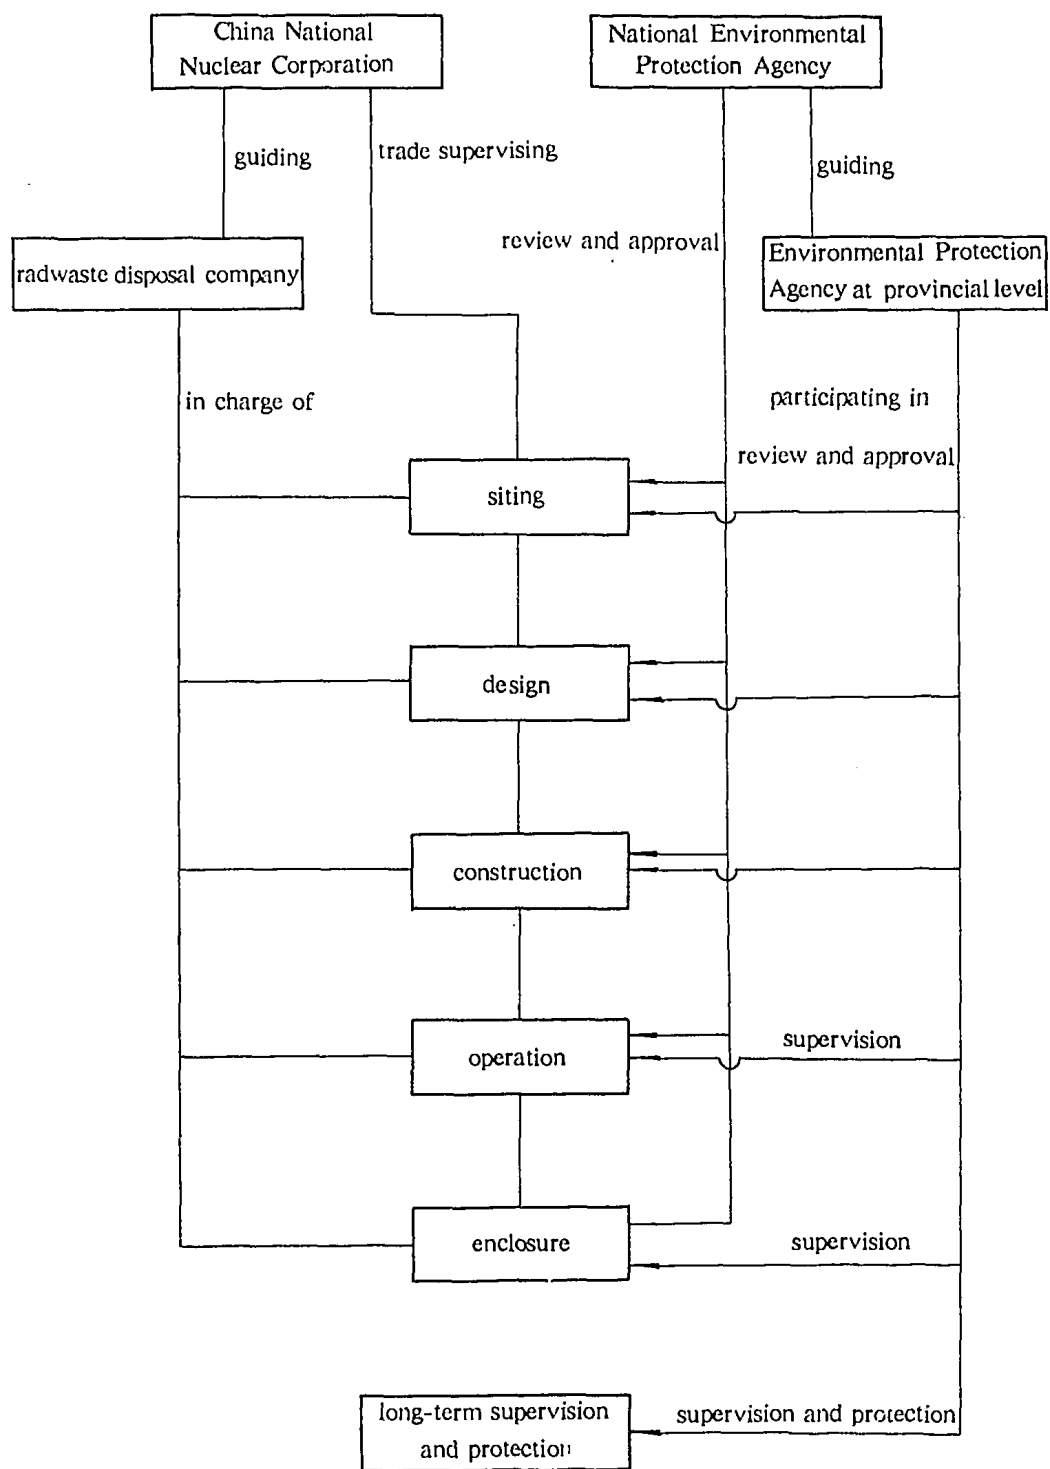 China National
Nuclear Corporation
National Environmental
Protection Agency
guiding
trade supervising
guiding
review and approval
radwaste disposal company
Environmental Protection
Agency at provincial level
in charge of
participating in
review and approval
siting
design
construction
operation
supervision
enclosure
supervision
long-term supervision
and protection
supervision and protection